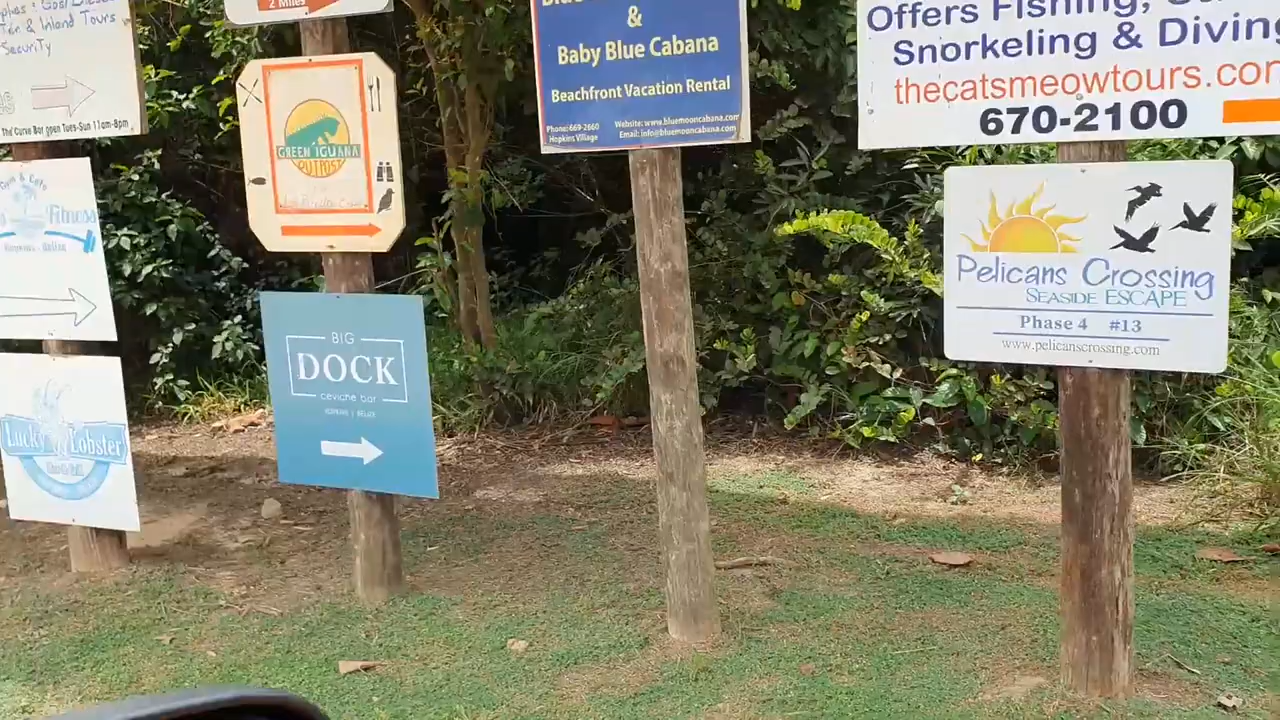 Tours
Security
The Curve Bar open Tues-Sun 11am-8pm
Fitness
Lucky Lobster
2 Miles
GREEN IGUANA
OUTPOST
BIG
DOCK
ceviche bar
HOPKINS | BELIZE
&
Baby Blue Cabana
Beachfront Vacation Rental
Phone: 669-2660
Hopkins Village
Website: www.bluemooncabana.com
Email: info@bluemooncabana.com
Offers Fishing,
Snorkeling & Diving
thecatsmeowtours.com
670-2100
Pelicans Crossing
SEASIDE ESCAPE
Phase 4 #13
www.pelicanscrossing.com